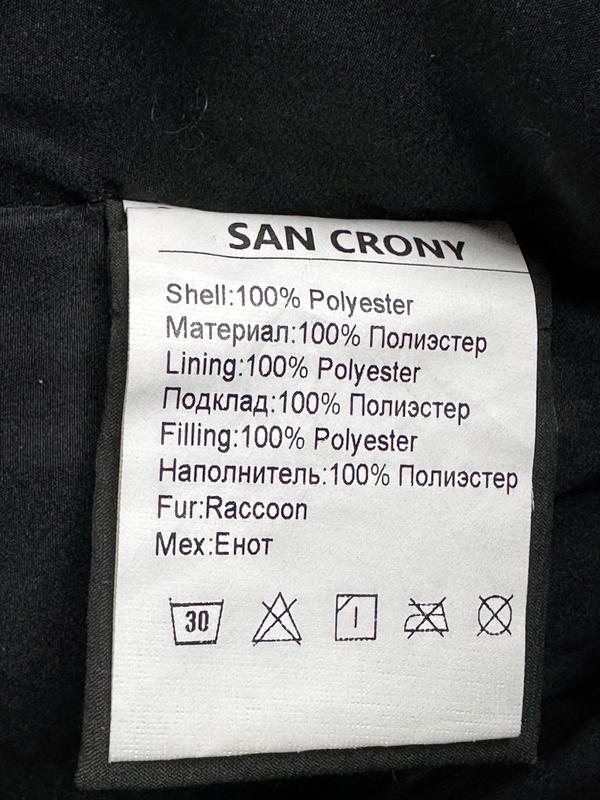 SAN CRONY
Shell:100% Polyester
Материал:100% Полиэстер
Lining:100% Polyester
Подклад:100% Полиэстер
Filling:100% Polyester
Наполнитель:100% Полиэстер
Fur:Raccoon
Мех:Енот
30